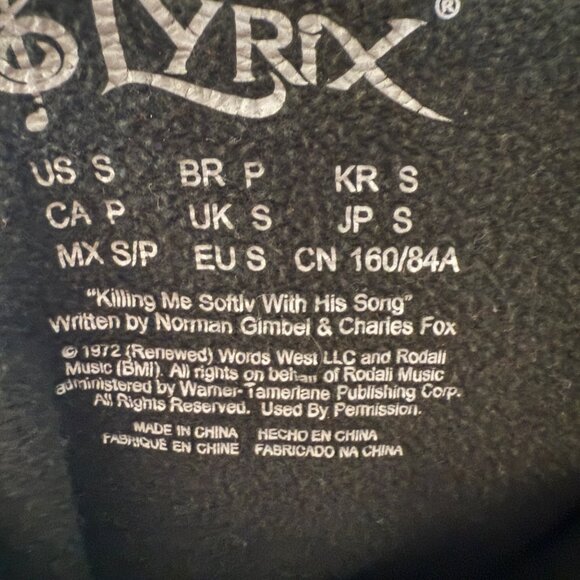 LYRIX®
US S BR P KR S
CA P UK S JP S
MX S/P EU S CN 160/84A
"Killing Me Softly With His Song"
Written by Norman Gimbel & Charles Fox
© 1972 (Renewed) Words West LLC and Rodali
Music (BMI). All rights on behalf of Rodali Music
administered by Warner-Tamerlane Publishing Corp.
All Rights Reserved. Used By Permission.
MADE IN CHINA HECHO EN CHINA
FABRIQUÉ EN CHINE FABRICADO NA CHINA